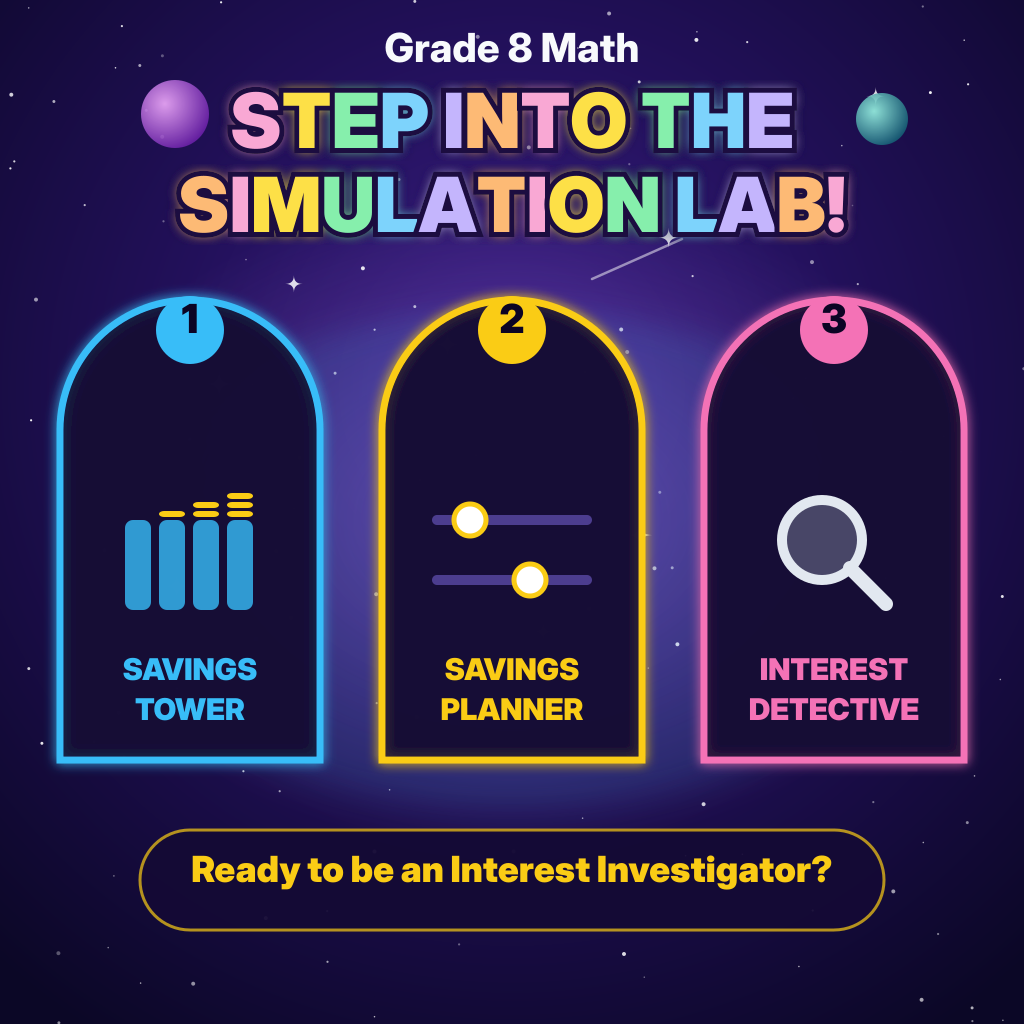 Grade 8 Math
STEP INTO THE
SIMULATION LAB!
1
2
3
SAVINGS
TOWER
SAVINGS
PLANNER
INTEREST
DETECTIVE
Ready to be an Interest Investigator?